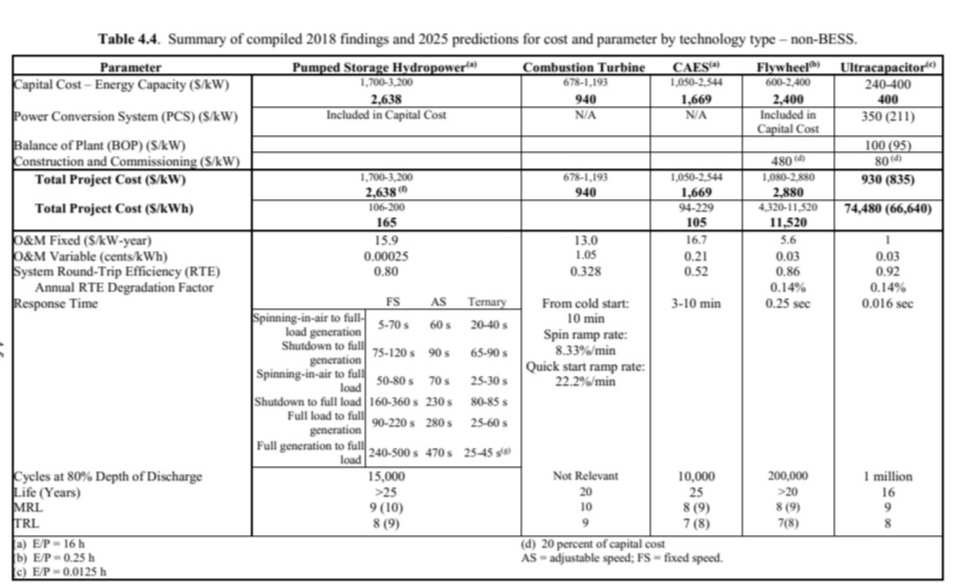 Table 4.4. Summary of compiled 2018 findings and 2025 predictions for cost and parameter by technology type – non-BESS.
Parameter Pumped Storage Hydropower(a) Combustion Turbine CAES(a) Flywheel(b) Ultracapacitor(c)
Capital Cost – Energy Capacity ($/kW) 1,700-3,200 678-1,193 1,050-2,544 600-2,400 240-400
2,638 940 1,669 2,400 400
Power Conversion System (PCS) ($/kW) Included in Capital Cost N/A N/A Included in 350 (211)
Capital Cost
Balance of Plant (BOP) ($/kW) 100 (95)
Construction and Commissioning ($/kW) 480 (d) 80 (d)
Total Project Cost ($/kW) 1,700-3,200 678-1,193 1,050-2,544 1,080-2,880 930 (835)
2,638 (f) 940 1,669 2,880
Total Project Cost ($/kWh) 106-200 94-229 4,320-11,520 74,480 (66,640)
165 105 11,520
O&M Fixed ($/kW-year) 15.9 13.0 16.7 5.6 1
O&M Variable (cents/kWh) 0.00025 1.05 0.21 0.03 0.03
System Round-Trip Efficiency (RTE) 0.80 0.328 0.52 0.86 0.92
Annual RTE Degradation Factor 0.14% 0.14%
Response Time FS AS Ternary From cold start: 3-10 min 0.25 sec 0.016 sec
10 min
Spinning-in-air to full-
load generation 5-70 s 60 s 20-40 s
Spin ramp rate:
8.33%/min
Shutdown to full
generation 75-120 s 90 s 65-90 s
Quick start ramp rate:
22.2%/min
Spinning-in-air to full
load 50-80 s 70 s 25-30 s
Shutdown to full load 160-360 s 230 s 80-85 s
Full load to full
generation 90-220 s 280 s 25-60 s
Full generation to full
load 240-500 s 470 s 25-45 s(g)
Cycles at 80% Depth of Discharge 15,000 Not Relevant 10,000 200,000 1 million
Life (Years) >25 20 25 >20 16
MRL 9 (10) 10 8 (9) 8 (9) 9
TRL 8 (9) 9 7 (8) 7(8) 8
(a) E/P = 16 h (d) 20 percent of capital cost
(b) E/P = 0.25 h AS = adjustable speed; FS = fixed speed.
(c) E/P = 0.0125 h